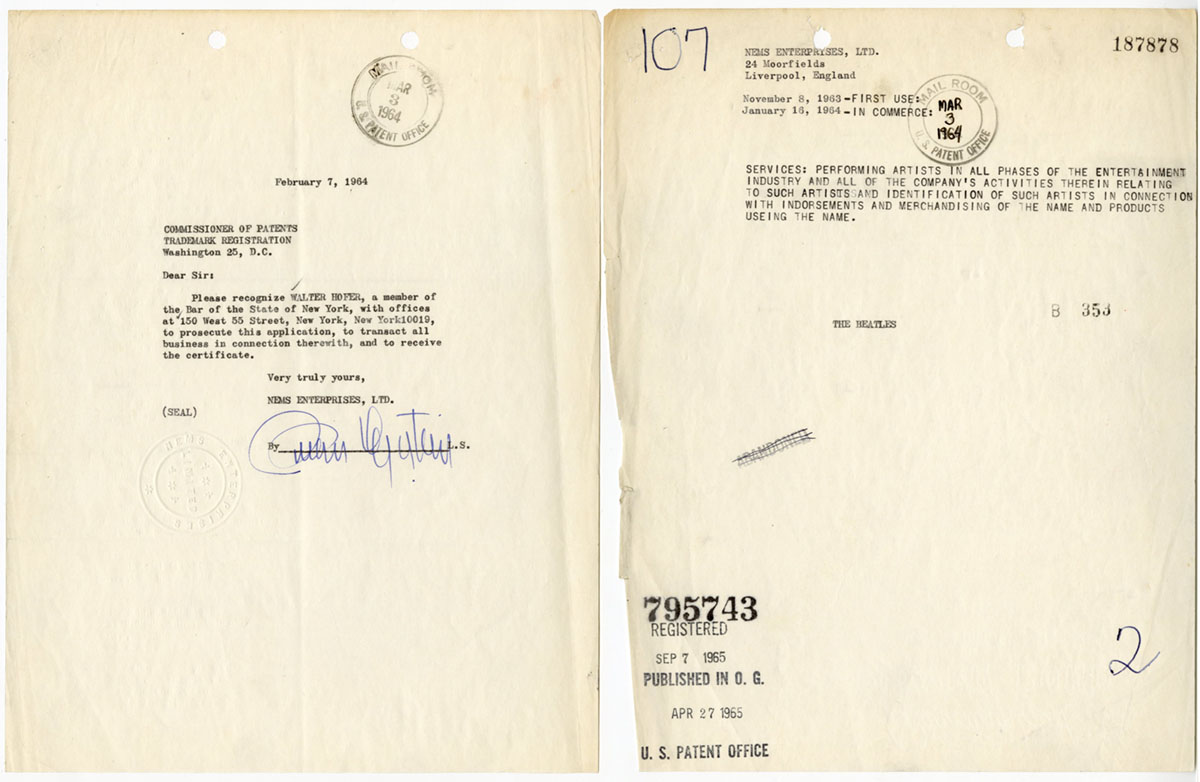 MAIL ROOM
MAR
3
1964
U.S. PATENT OFFICE
February 7, 1964
COMMISSIONER OF PATENTS
TRADEMARK REGISTRATION
Washington 25, D.C.
Dear Sir:
Please recognize WALTER HOFER, a member of
the Bar of the State of New York, with offices
at 150 West 55 Street, New York, New York10019,
to prosecute this application, to transact all
business in connection therewith, and to receive
the certificate.
Very truly yours,
NEMS ENTERPRISES, LTD.
(SEAL)
By L.S.
NEMS ENTERPRISES
LIMITED
107
187878
NEMS ENTERPRISES, LTD.
24 Moorfields
Liverpool, England
November 8, 1963-FIRST USE:
January 16, 1964-IN COMMERCE:
MAIL ROOM
MAR
3
1964
U.S. PATENT OFFICE
SERVICES: PERFORMING ARTISTS IN ALL PHASES OF THE ENTERTAINMENT
INDUSTRY AND ALL OF THE COMPANY'S ACTIVITIES THEREIN RELATING
TO SUCH ARTISTS AND IDENTIFICATION OF SUCH ARTISTS IN CONNECTION
WITH INDORSEMENTS AND MERCHANDISING OF THE NAME AND PRODUCTS
USEING THE NAME.
B 353
THE BEATLES
ABANDONED
795743
REGISTERED
SEP 7 1965
PUBLISHED IN O. G.
APR 27 1965
U. S. PATENT OFFICE
2